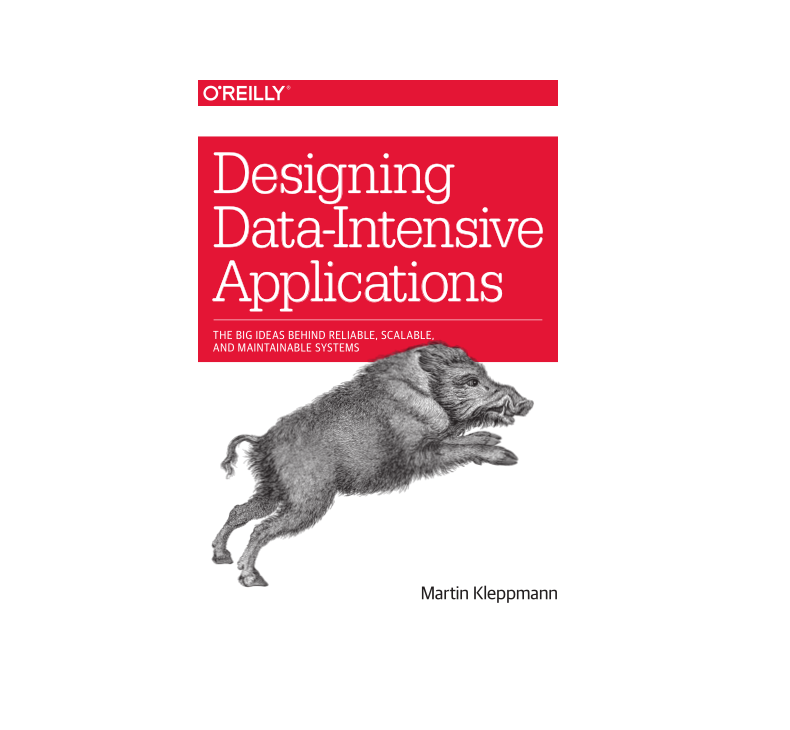 O'REILLY®
Designing
Data-Intensive
Applications
THE BIG IDEAS BEHIND RELIABLE, SCALABLE,
AND MAINTAINABLE SYSTEMS
Martin Kleppmann